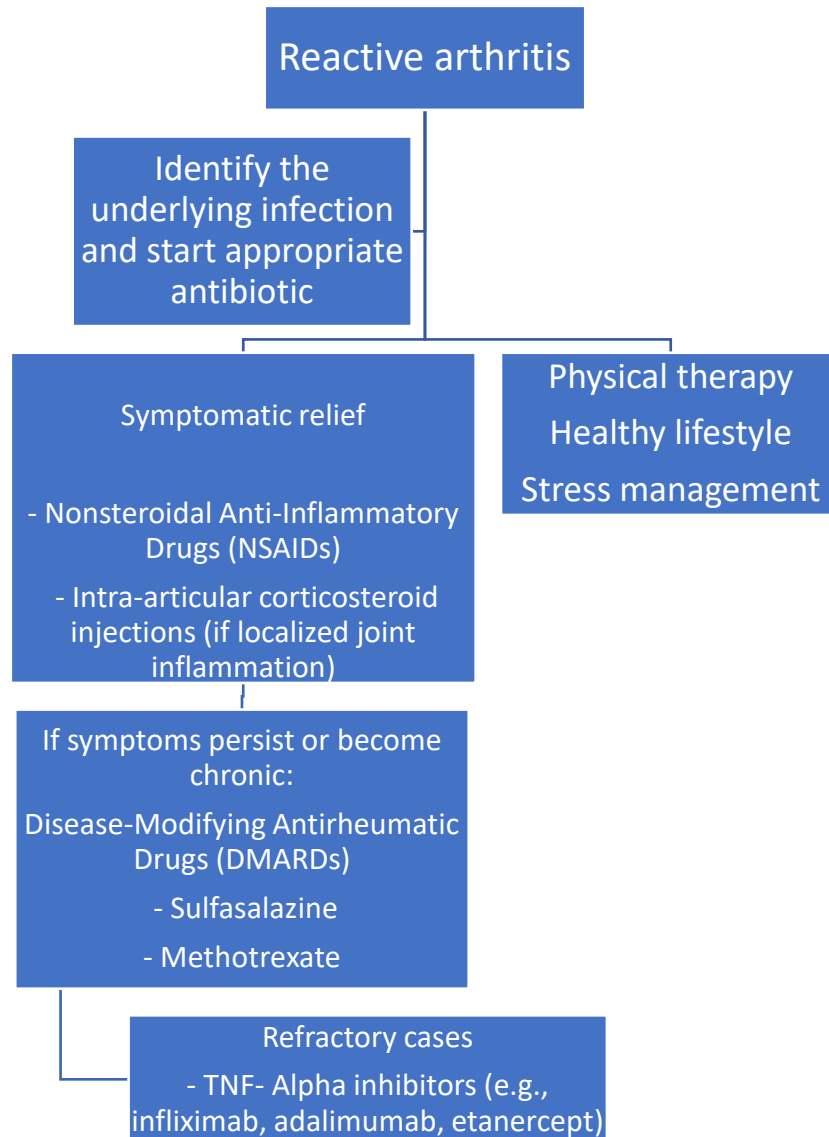 Reactive arthritis
Identify the
underlying infection
and start appropriate
antibiotic
Symptomatic relief
- Nonsteroidal Anti-Inflammatory
Drugs (NSAIDs)
- Intra-articular corticosteroid
injections (if localized joint
inflammation)
Physical therapy
Healthy lifestyle
Stress management
If symptoms persist or become
chronic:
Disease-Modifying Antirheumatic
Drugs (DMARDs)
- Sulfasalazine
- Methotrexate
Refractory cases
- TNF- Alpha inhibitors (e.g.,
infliximab, adalimumab, etanercept)